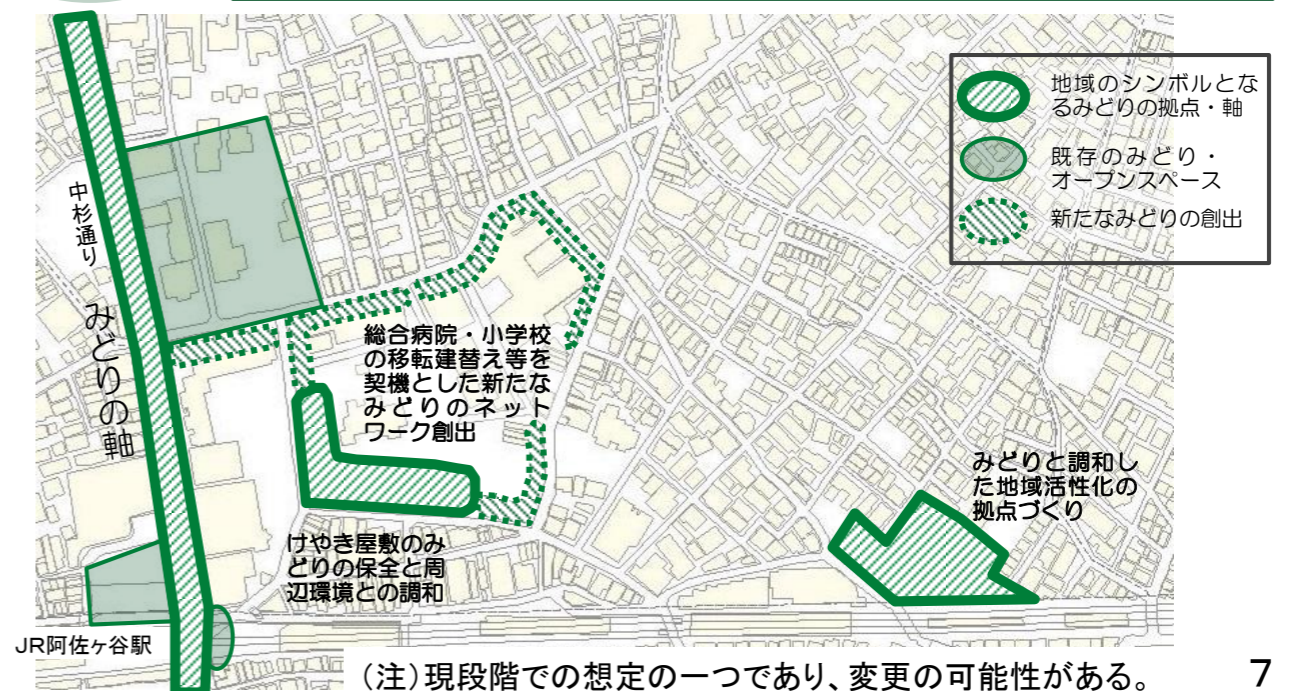 地域のシンボルとな
るみどりの拠点・軸
既存のみどり・
オープンスペース
新たなみどりの創出
中杉通り
みどりの軸
総合病院・小学校
の移転建替え等を
契機とした新たな
みどりのネット
ワーク創出
みどりと調和し
た地域活性化の
拠点づくり
けやき屋敷のみ
どりの保全と周
辺環境との調和
JR阿佐ヶ谷駅
(注)現段階での想定の一つであり、変更の可能性がある。
7